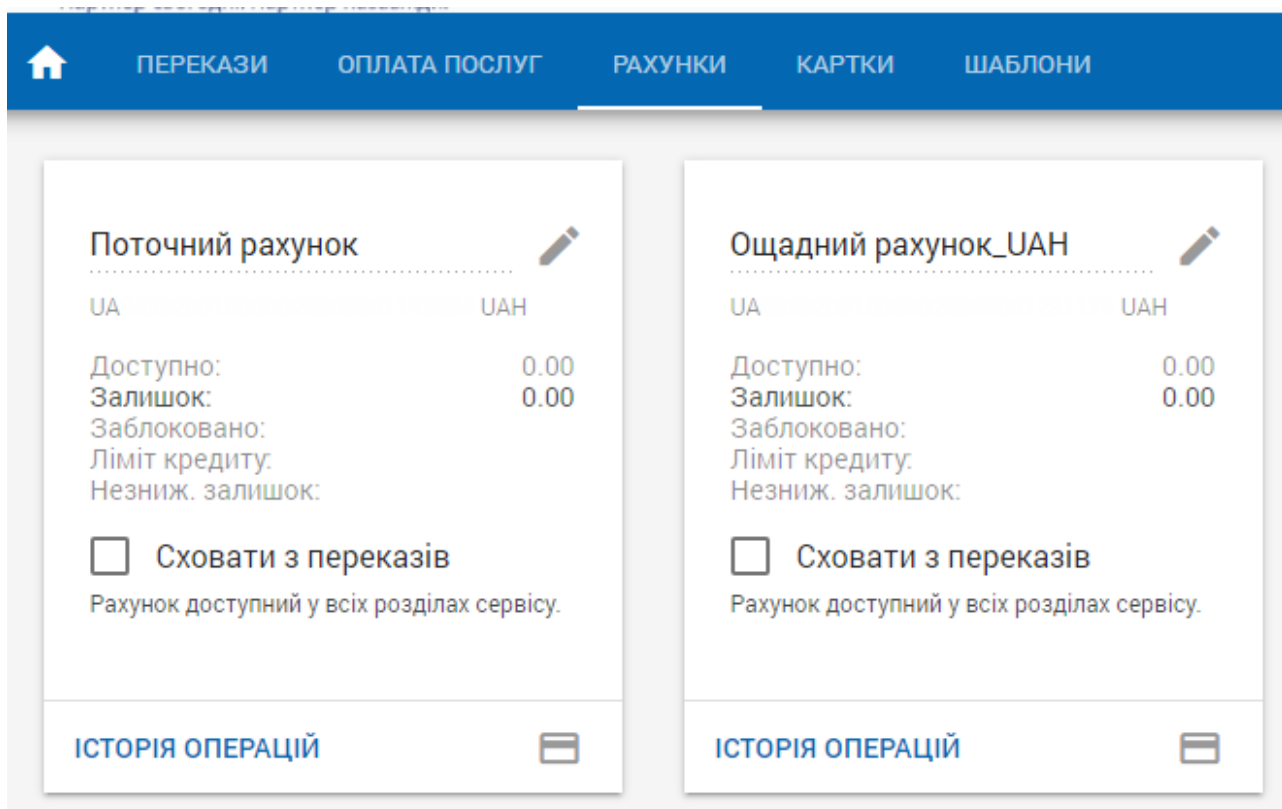 ПЕРЕКАЗИ ОПЛАТА ПОСЛУГ РАХУНКИ КАРТКИ ШАБЛОНИ
Поточний рахунок
UA UAH
Доступно: 0.00
Залишок: 0.00
Заблоковано:
Ліміт кредиту:
Незниж. залишок:
Сховати з переказів
Рахунок доступний у всіх розділах сервісу.
ІСТОРІЯ ОПЕРАЦІЙ
Ощадний рахунок_UAH
UA UAH
Доступно: 0.00
Залишок: 0.00
Заблоковано:
Ліміт кредиту:
Незниж. залишок:
Сховати з переказів
Рахунок доступний у всіх розділах сервісу.
ІСТОРІЯ ОПЕРАЦІЙ